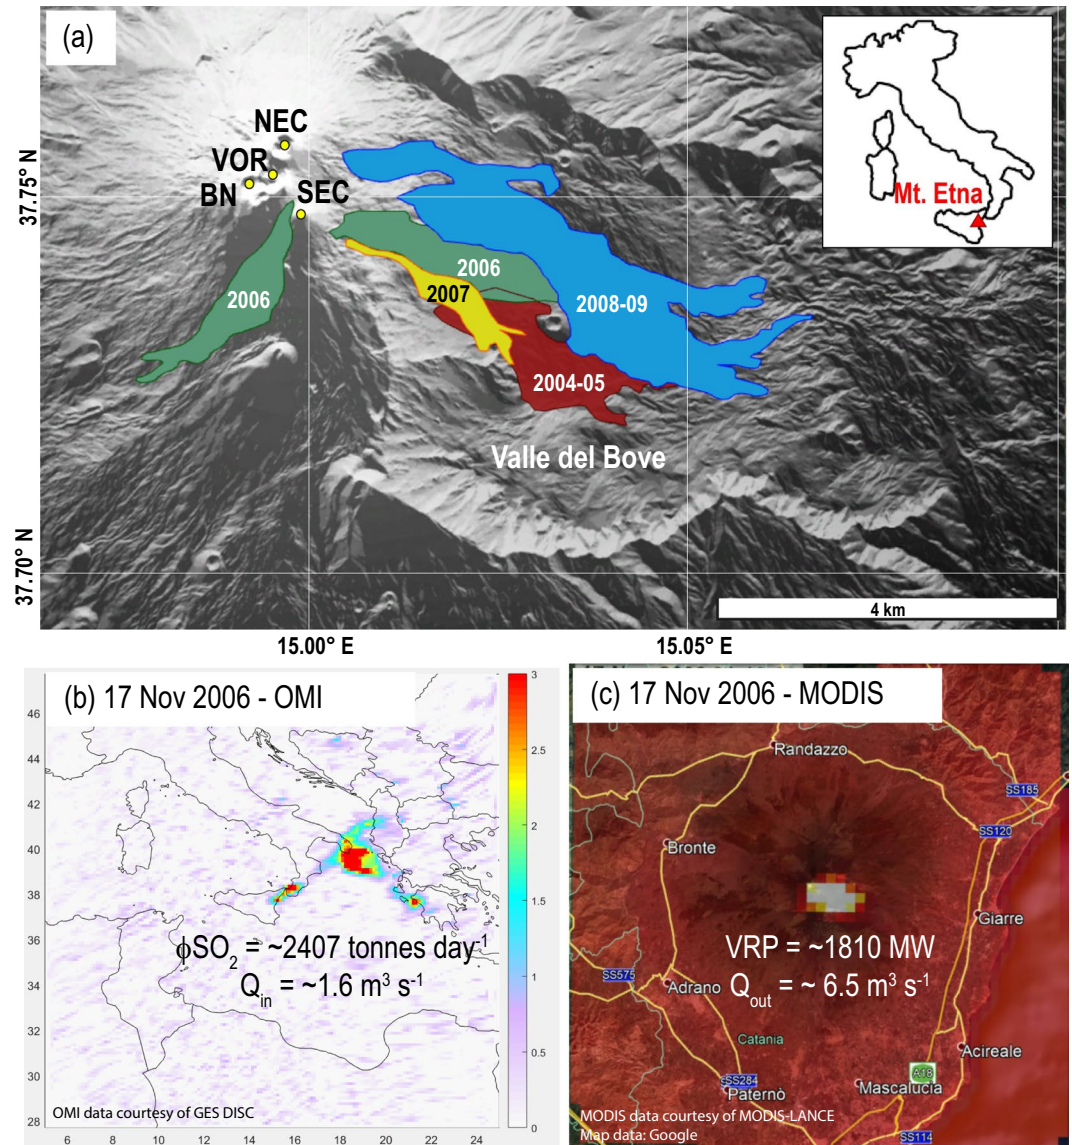 (a)
NEC
VOR
BN
SEC
37.75° N
37.70° N
Mt. Etna
2006
2006
2007
2008-09
2004-05
Valle del Bove
4 km
15.00° E
15.05° E
(b) 17 Nov 2006 - OMI
46
44
42
40
38
36
34
32
30
28
6
8
10
12
14
16
18
20
22
24
3
2.5
2
1.5
1
0.5
0
ϕSO₂ = ~2407 tonnes day⁻¹
Qin = ~1.6 m³ s⁻¹
OMI data courtesy of GES DISC
(c) 17 Nov 2006 - MODIS
Randazzo
SS185
SS120
Bronte
Giarre
VRP = ~1810 MW
Qout = ~ 6.5 m³ s⁻¹
SS575
Adrano
Catania
Acireale
A18
SS284
Paternò
Mascalucia
SS114
MODIS data courtesy of MODIS-LANCE
Map data: Google